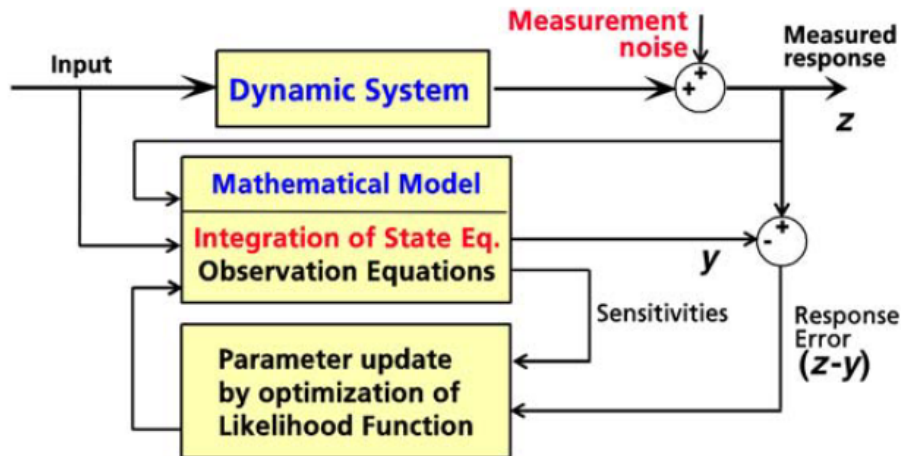 Measurement
noise
Input
Measured
response
Dynamic System
+
+
z
Mathematical Model
Integration of State Eq.
Observation Equations
+
-
y
Sensitivities
Response
Error
(z-y)
Parameter update
by optimization of
Likelihood Function